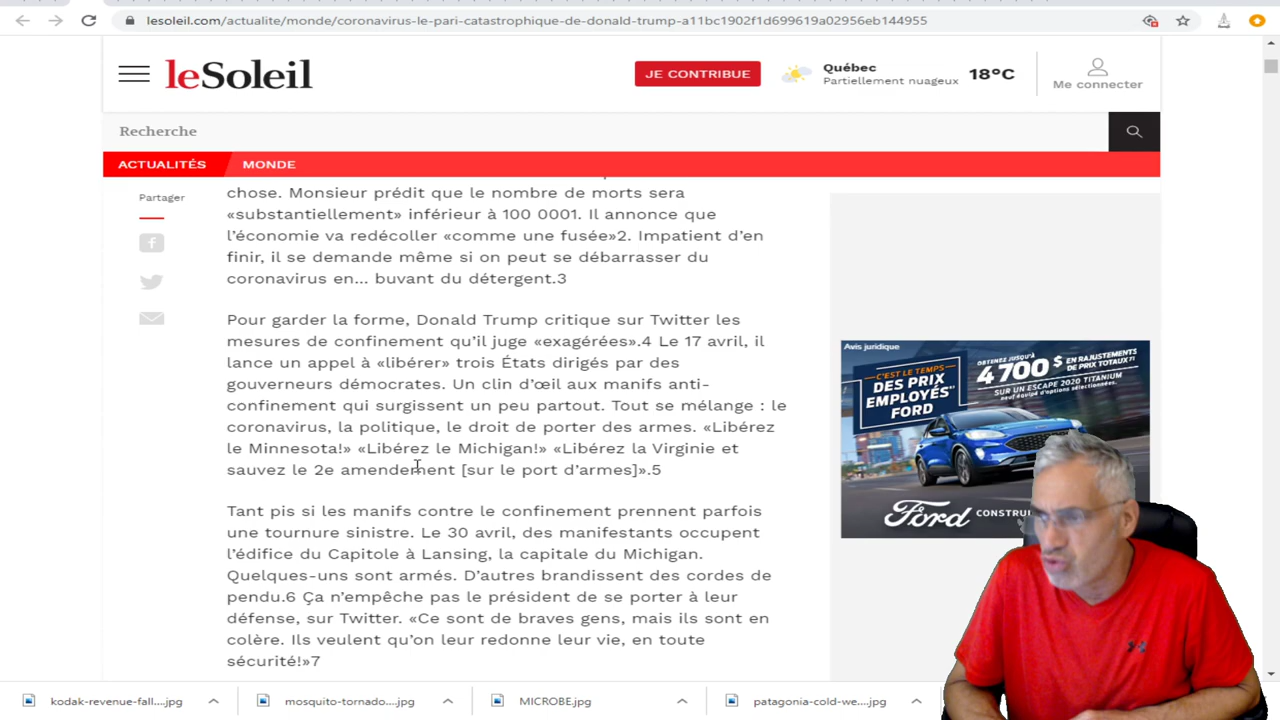 lesoleil.com/actualite/monde/coronavirus-le-pari-catastrophique-de-donald-trump-a11bc1902f1d699619a02956eb144955
leSoleil
JE CONTRIBUE
Québec
Partiellement nuageux
18°C
Me connecter
Recherche
ACTUALITÉS
MONDE
Partager
chose. Monsieur prédit que le nombre de morts sera
«substantiellement» inférieur à 100 0001. Il annonce que
l’économie va redécoller «comme une fusée»2. Impatient d’en
finir, il se demande même si on peut se débarrasser du
coronavirus en... buvant du détergent.3
Pour garder la forme, Donald Trump critique sur Twitter les
mesures de confinement qu’il juge «exagérées».4 Le 17 avril, il
lance un appel à «libérer» trois États dirigés par des
gouverneurs démocrates. Un clin d’œil aux manifs anti-
confinement qui surgissent un peu partout. Tout se mélange : le
coronavirus, la politique, le droit de porter des armes. «Libérez
le Minnesota!» «Libérez le Michigan!» «Libérez la Virginie et
sauvez le 2e amendement [sur le port d’armes]».5
Tant pis si les manifs contre le confinement prennent parfois
une tournure sinistre. Le 30 avril, des manifestants occupent
l’édifice du Capitole à Lansing, la capitale du Michigan.
Quelques-uns sont armés. D’autres brandissent des cordes de
pendu.6 Ça n’empêche pas le président de se porter à leur
défense, sur Twitter. «Ce sont de braves gens, mais ils sont en
colère. Ils veulent qu’on leur redonne leur vie, en toute
sécurité!»7
Avis juridique
C'EST LE TEMPS
DES PRIX
EMPLOYÉS
FORD
OBTENEZ JUSQU'À
4 700 $
EN RAJUSTEMENTS
DE PRIX TOTAUX
SUR UN ESCAPE 2020 TITANIUM
Ford
kodak-revenue-fall....jpg
mosquito-tornado....jpg
MICROBE.jpg
patagonia-cold-we....jpg